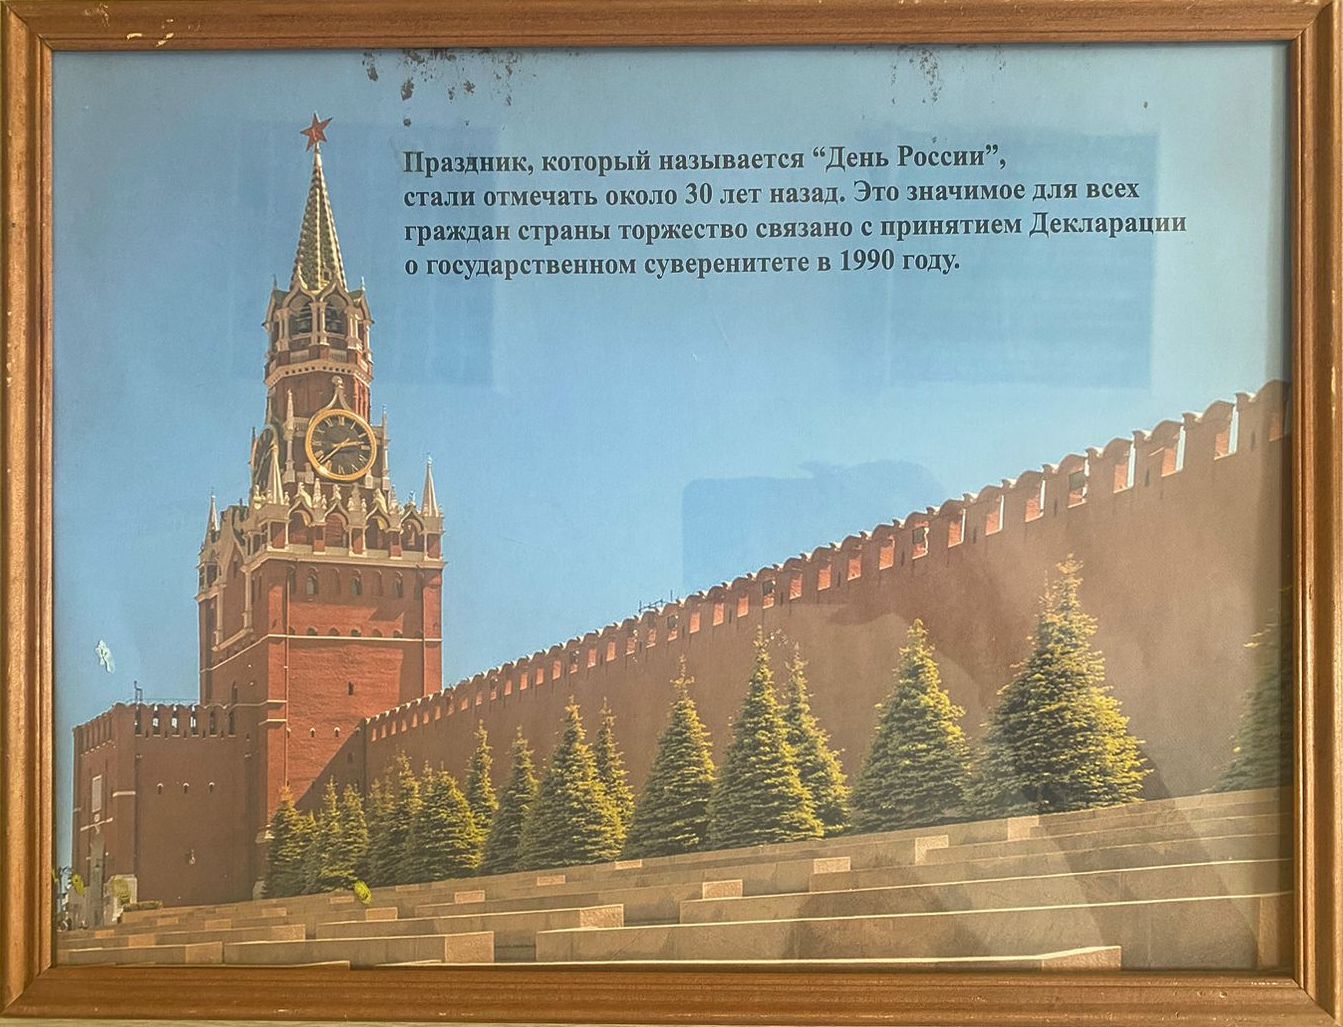 Праздник, который называется “День России”,
стали отмечать около 30 лет назад. Это значимое для всех
граждан страны торжество связано с принятием Декларации
о государственном суверенитете в 1990 году.